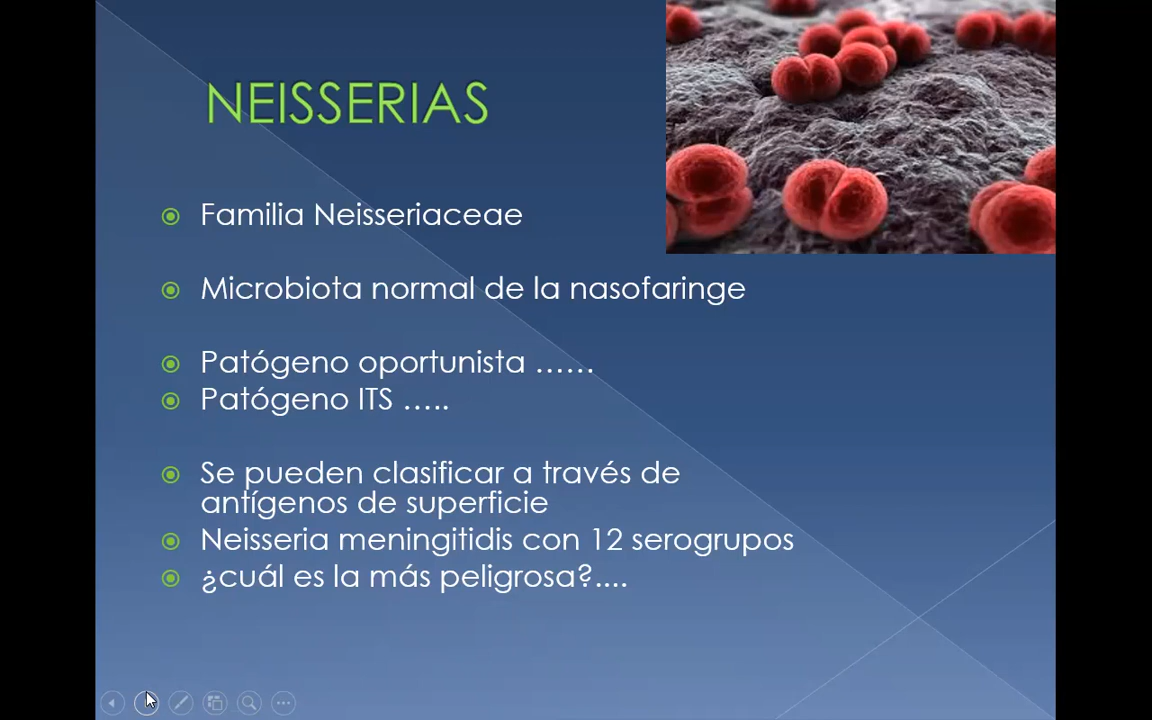 NEISSERIAS
Familia Neisseriaceae
Microbiota normal de la nasofaringe
Patógeno oportunista ……
Patógeno ITS …..
Se pueden clasificar a través de
antígenos de superficie
Neisseria meningitidis con 12 serogrupos
¿cuál es la más peligrosa?....